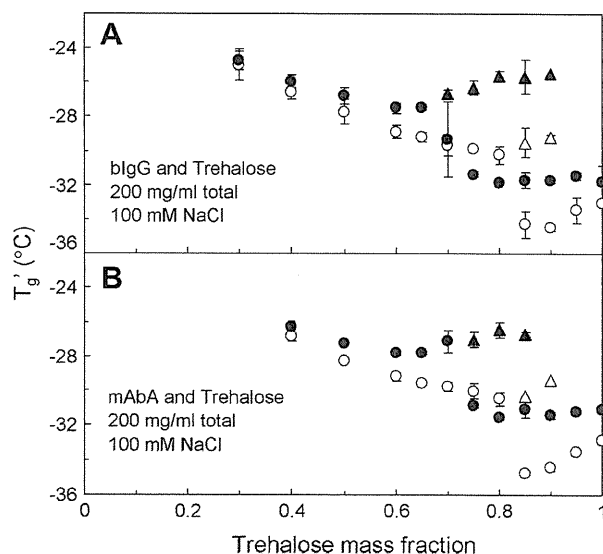 A
-24
-28
-32
-36
bIgG and Trehalose
200 mg/ml total
100 mM NaCl
Tg' (°C)
B
-24
-28
-32
-36
mAbA and Trehalose
200 mg/ml total
100 mM NaCl
0 0.2 0.4 0.6 0.8 1
Trehalose mass fraction